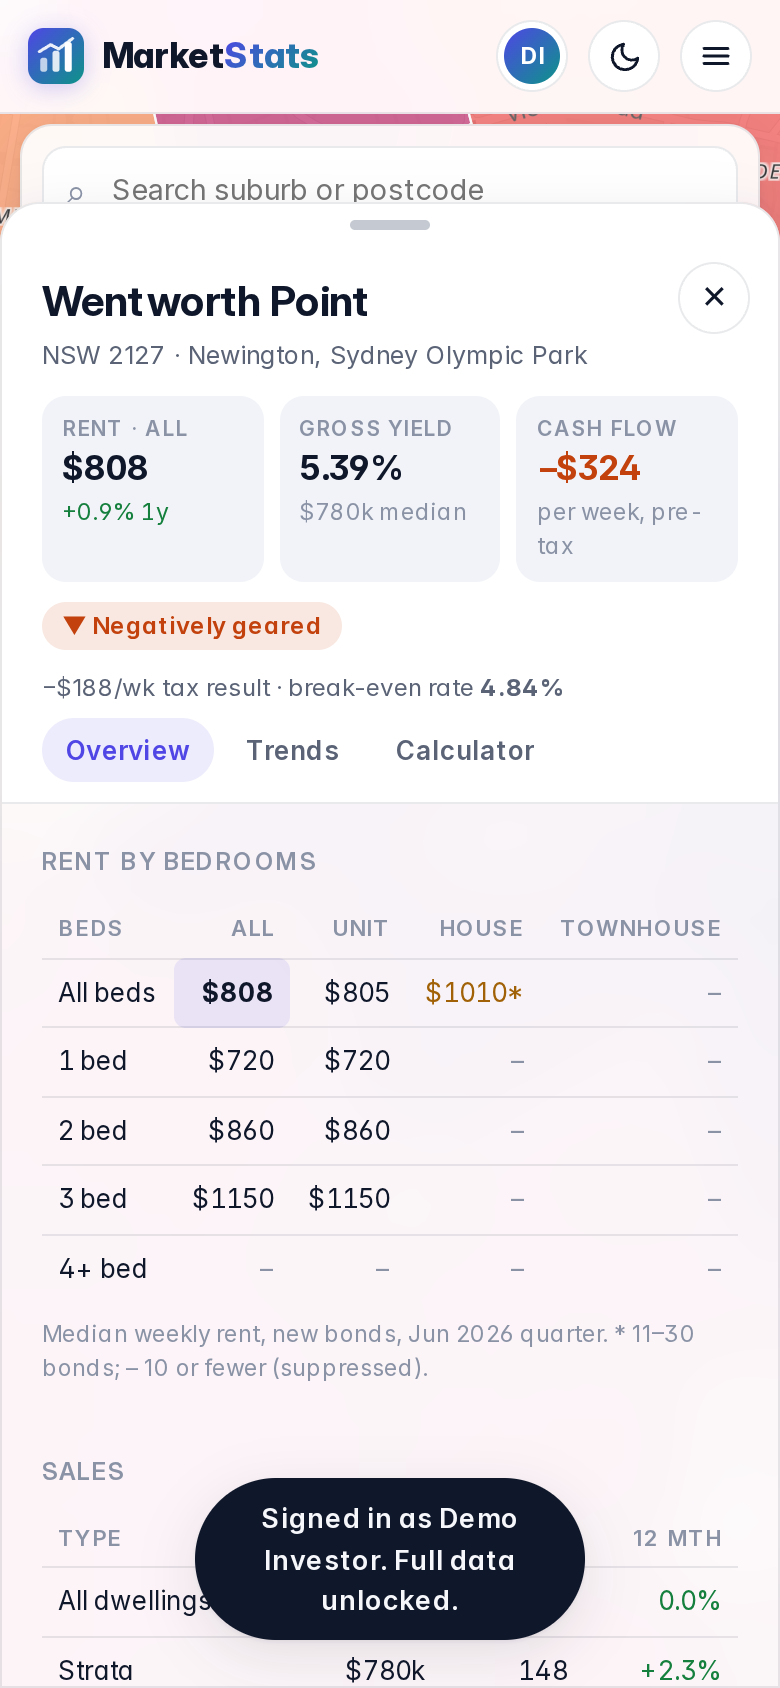 MarketStats DI
Search suburb or postcode
Wentworth Point ✕
NSW 2127 · Newington, Sydney Olympic Park
RENT · ALL GROSS YIELD CASH FLOW
$808 5.39% –$324
+0.9% 1y $780k median per week, pre-
tax
▼ Negatively geared
–$188/wk tax result · break-even rate 4.84%
Overview Trends Calculator
RENT BY BEDROOMS
BEDS ALL UNIT HOUSE TOWNHOUSE
All beds $808 $805 $1010* –
1 bed $720 $720 – –
2 bed $860 $860 – –
3 bed $1150 $1150 – –
4+ bed – – – –
Median weekly rent, new bonds, Jun 2026 quarter. * 11–30
bonds; – 10 or fewer (suppressed).
SALES
TYPE 12 MTH
Signed in as Demo
Investor. Full data
unlocked.
All dwellings 0.0%
Strata $780k 148 +2.3%